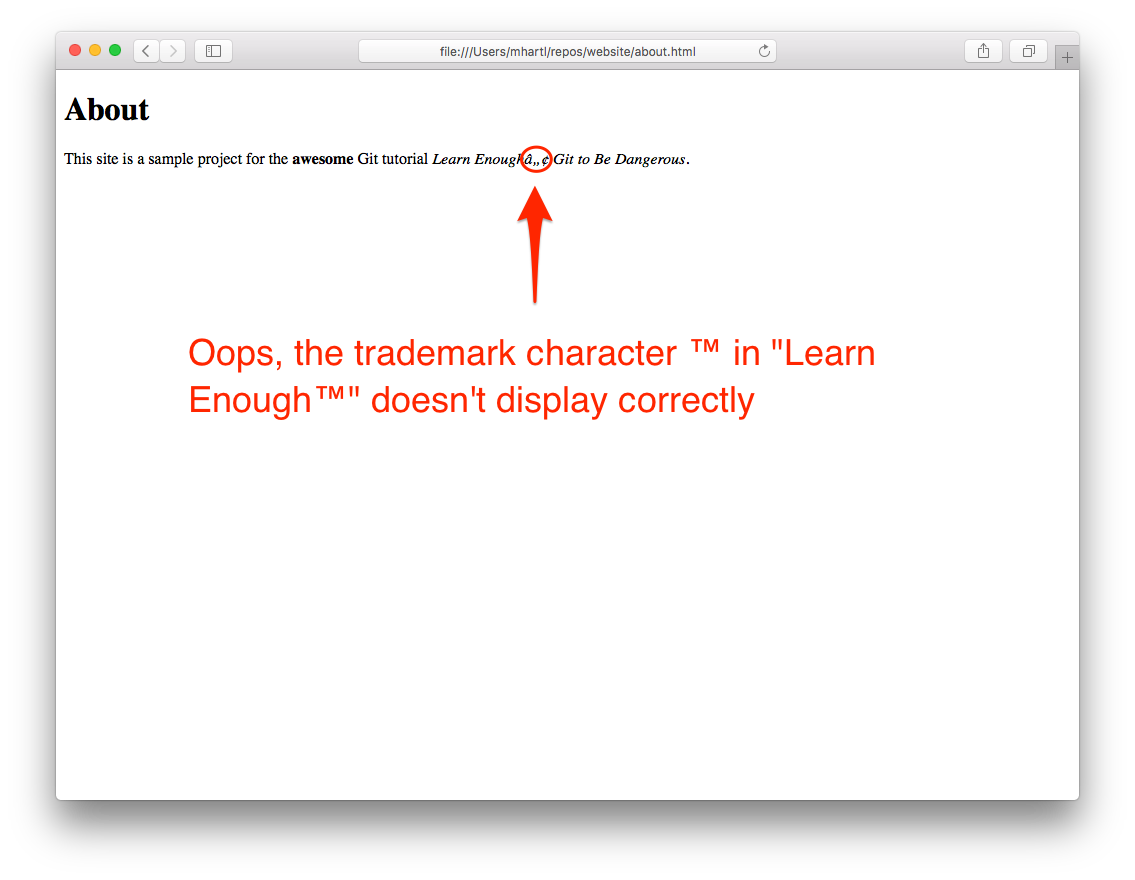 file:///Users/mhartl/repos/website/about.html
About
This site is a sample project for the awesome Git tutorial Learn Enoughâ„¢ Git to Be Dangerous.
Oops, the trademark character ™ in "Learn
Enough™" doesn't display correctly